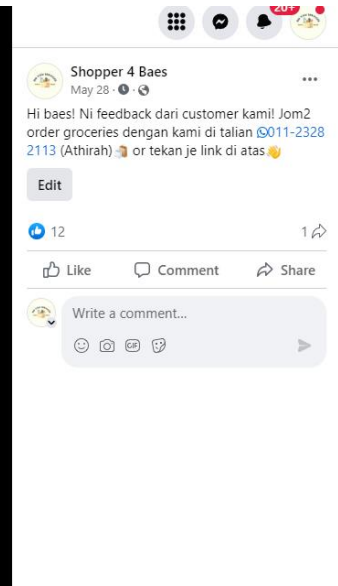 20+
Shopper 4 Baes
May 28
Hi baes! Ni feedback dari customer kami! Jom2
order groceries dengan kami di talian 011-2328
2113 (Athirah) or tekan je link di atas
Edit
12
1
Like Comment Share
Write a comment...
GIF